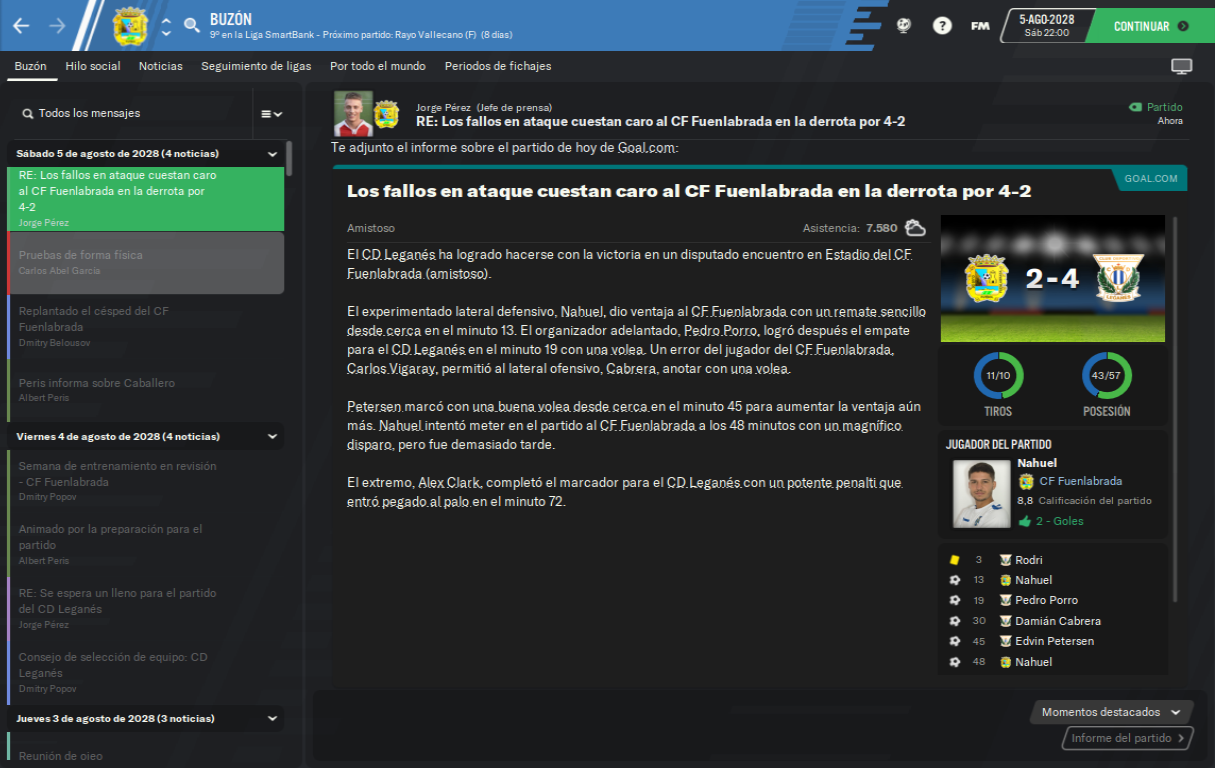 BUZÓN
9º en la Liga SmartBank - Próximo partido: Rayo Vallecano (F) (8 días)
?
FM
5-AGO-2028
Sáb 22:00
CONTINUAR
Buzón
Hilo social
Noticias
Seguimiento de ligas
Por todo el mundo
Periodos de fichajes
Todos los mensajes
Sábado 5 de agosto de 2028 (4 noticias)
RE: Los fallos en ataque cuestan caro
al CF Fuenlabrada en la derrota por
4-2
Jorge Pérez
Pruebas de forma física
Carlos Abel García
Replantado el césped del CF
Fuenlabrada
Dmitry Belousov
Peris informa sobre Caballero
Albert Peris
Viernes 4 de agosto de 2028 (4 noticias)
Semana de entrenamiento en revisión
- CF Fuenlabrada
Dmitry Popov
Animado por la preparación para el
partido
Albert Peris
RE: Se espera un lleno para el partido
del CD Leganés
Jorge Pérez
Consejo de selección de equipo: CD
Leganés
Dmitry Popov
Jueves 3 de agosto de 2028 (3 noticias)
Reunión de ojeo
Jorge Pérez (Jefe de prensa)
RE: Los fallos en ataque cuestan caro al CF Fuenlabrada en la derrota por 4-2
Partido
Ahora
Te adjunto el informe sobre el partido de hoy de Goal.com:
Los fallos en ataque cuestan caro al CF Fuenlabrada en la derrota por 4-2
GOAL.COM
Amistoso
Asistencia: 7.580
El CD Leganés ha logrado hacerse con la victoria en un disputado encuentro en Estadio del CF
Fuenlabrada (amistoso).
El experimentado lateral defensivo, Nahuel, dio ventaja al CF Fuenlabrada con un remate sencillo
desde cerca en el minuto 13. El organizador adelantado, Pedro Porro, logró después el empate
para el CD Leganés en el minuto 19 con una volea. Un error del jugador del CF Fuenlabrada,
Carlos Vigaray, permitió al lateral ofensivo, Cabrera, anotar con una volea.
Petersen marcó con una buena volea desde cerca en el minuto 45 para aumentar la ventaja aún
más. Nahuel intentó meter en el partido al CF Fuenlabrada a los 48 minutos con un magnífico
disparo, pero fue demasiado tarde.
El extremo, Alex Clark, completó el marcador para el CD Leganés con un potente penalti que
entró pegado al palo en el minuto 72.
2-4
11/10
TIROS
43/57
POSESIÓN
JUGADOR DEL PARTIDO
Nahuel
CF Fuenlabrada
8,8 Calificación del partido
2 - Goles
3 Rodri
13 Nahuel
19 Pedro Porro
30 Damián Cabrera
45 Edvin Petersen
48 Nahuel
Momentos destacados
Informe del partido